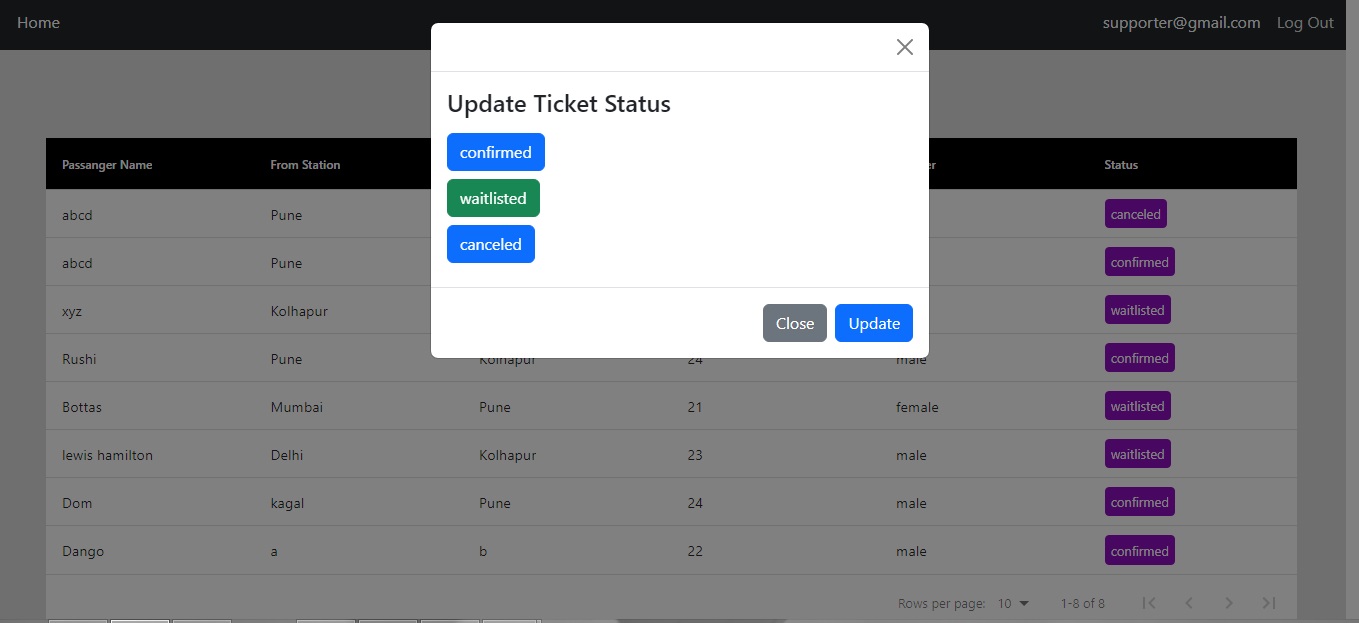 Home supporter@gmail.com Log Out
Update Ticket Status
confirmed
waitlisted
canceled
Close Update
Passanger Name From Station er Status
abcd Pune canceled
abcd Pune confirmed
xyz Kolhapur waitlisted
Rushi Pune Kolhapur 24 male confirmed
Bottas Mumbai Pune 21 female waitlisted
lewis hamilton Delhi Kolhapur 23 male waitlisted
Dom kagal Pune 24 male confirmed
Dango a b 22 male confirmed
Rows per page: 10 1-8 of 8